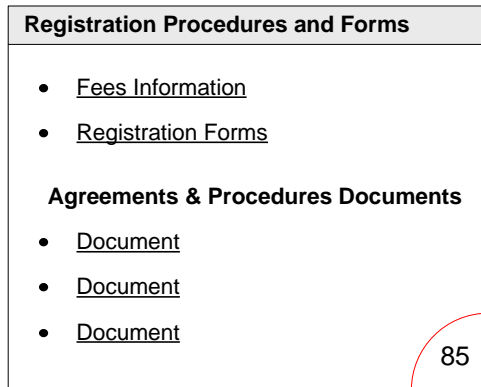 Registration Procedures and Forms
Fees Information
Registration Forms
Agreements & Procedures Documents
Document
Document
Document
85